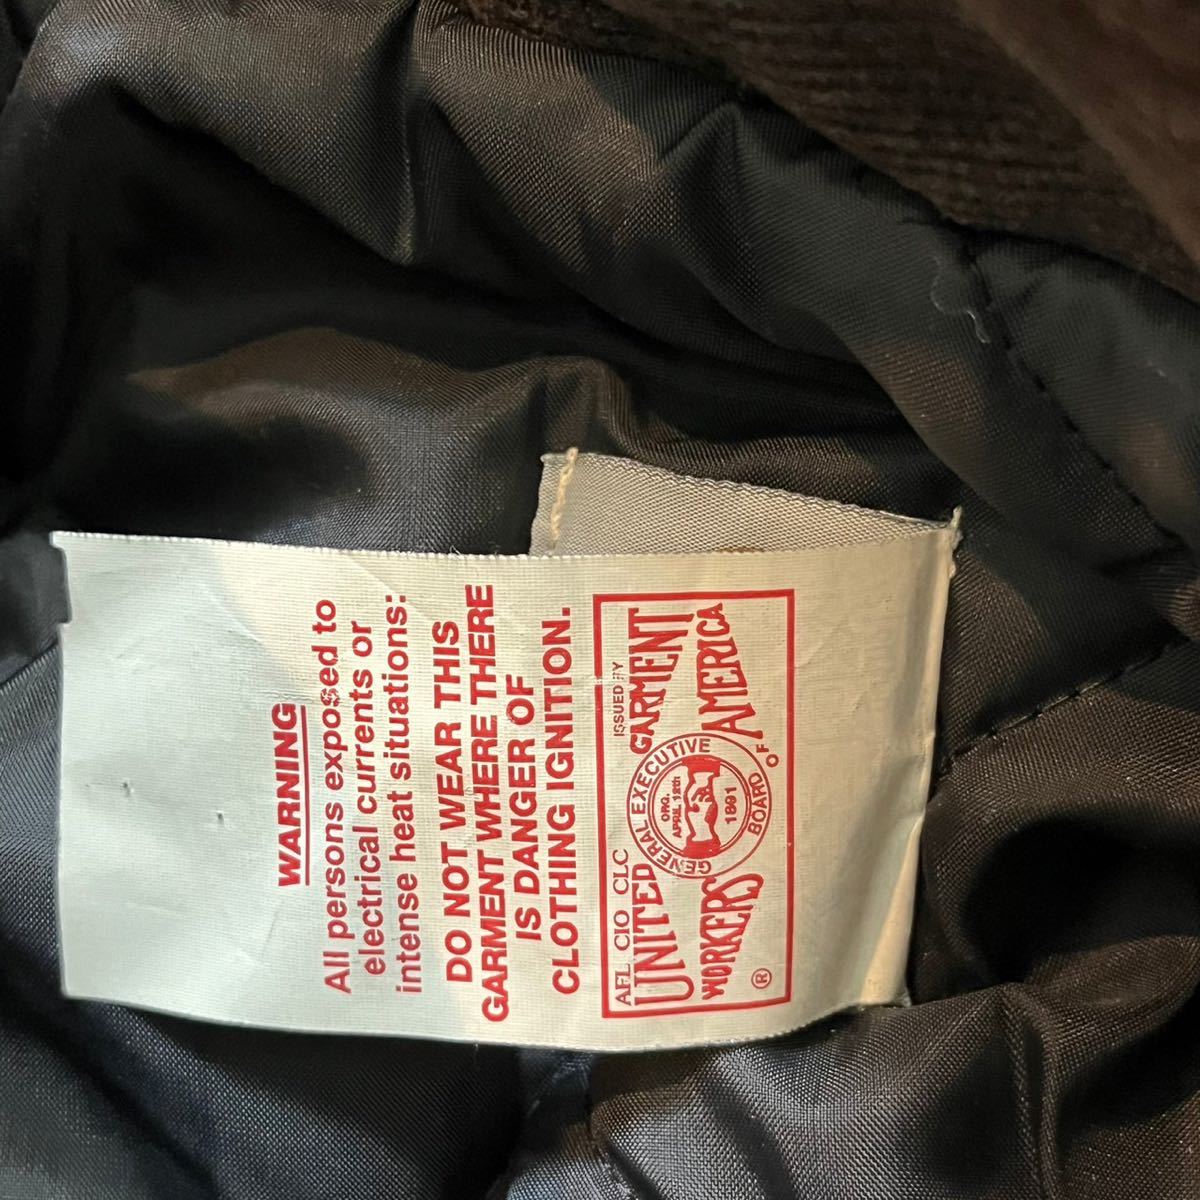 WARNING
All persons exposed to
electrical currents or
intense heat situations:
DO NOT WEAR THIS
GARMENT WHERE THERE
IS DANGER OF
CLOTHING IGNITION.
AFL CIO CLC ISSUED BY
UNITED GARMENT
WORKERS OF AMERICA
GENERAL EXECUTIVE BOARD
ORG.
APRIL 12th
1891
®